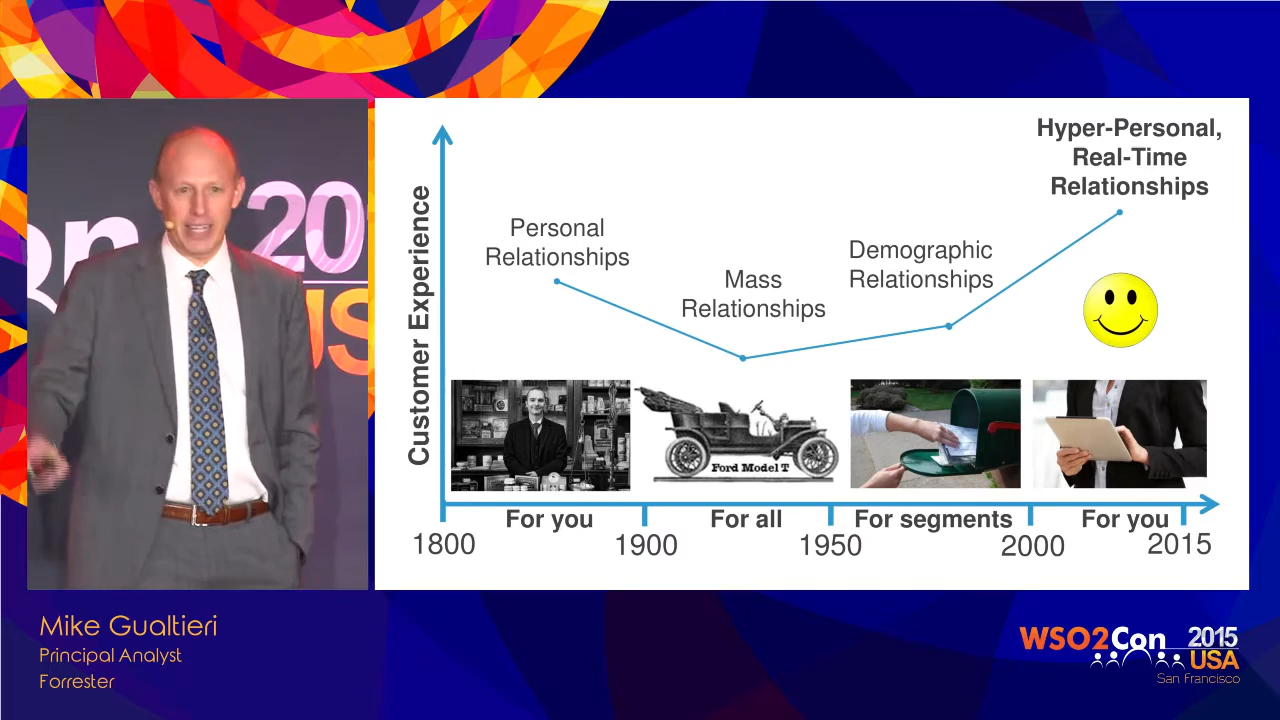 20
US
Customer Experience
Personal
Relationships
Mass
Relationships
Demographic
Relationships
Hyper-Personal,
Real-Time
Relationships
Ford Model T
For you
For all
For segments
For you
1800
1900
1950
2000
2015
Mike Gualtieri
Principal Analyst
Forrester
WSO2Con 2015
USA
San Francisco